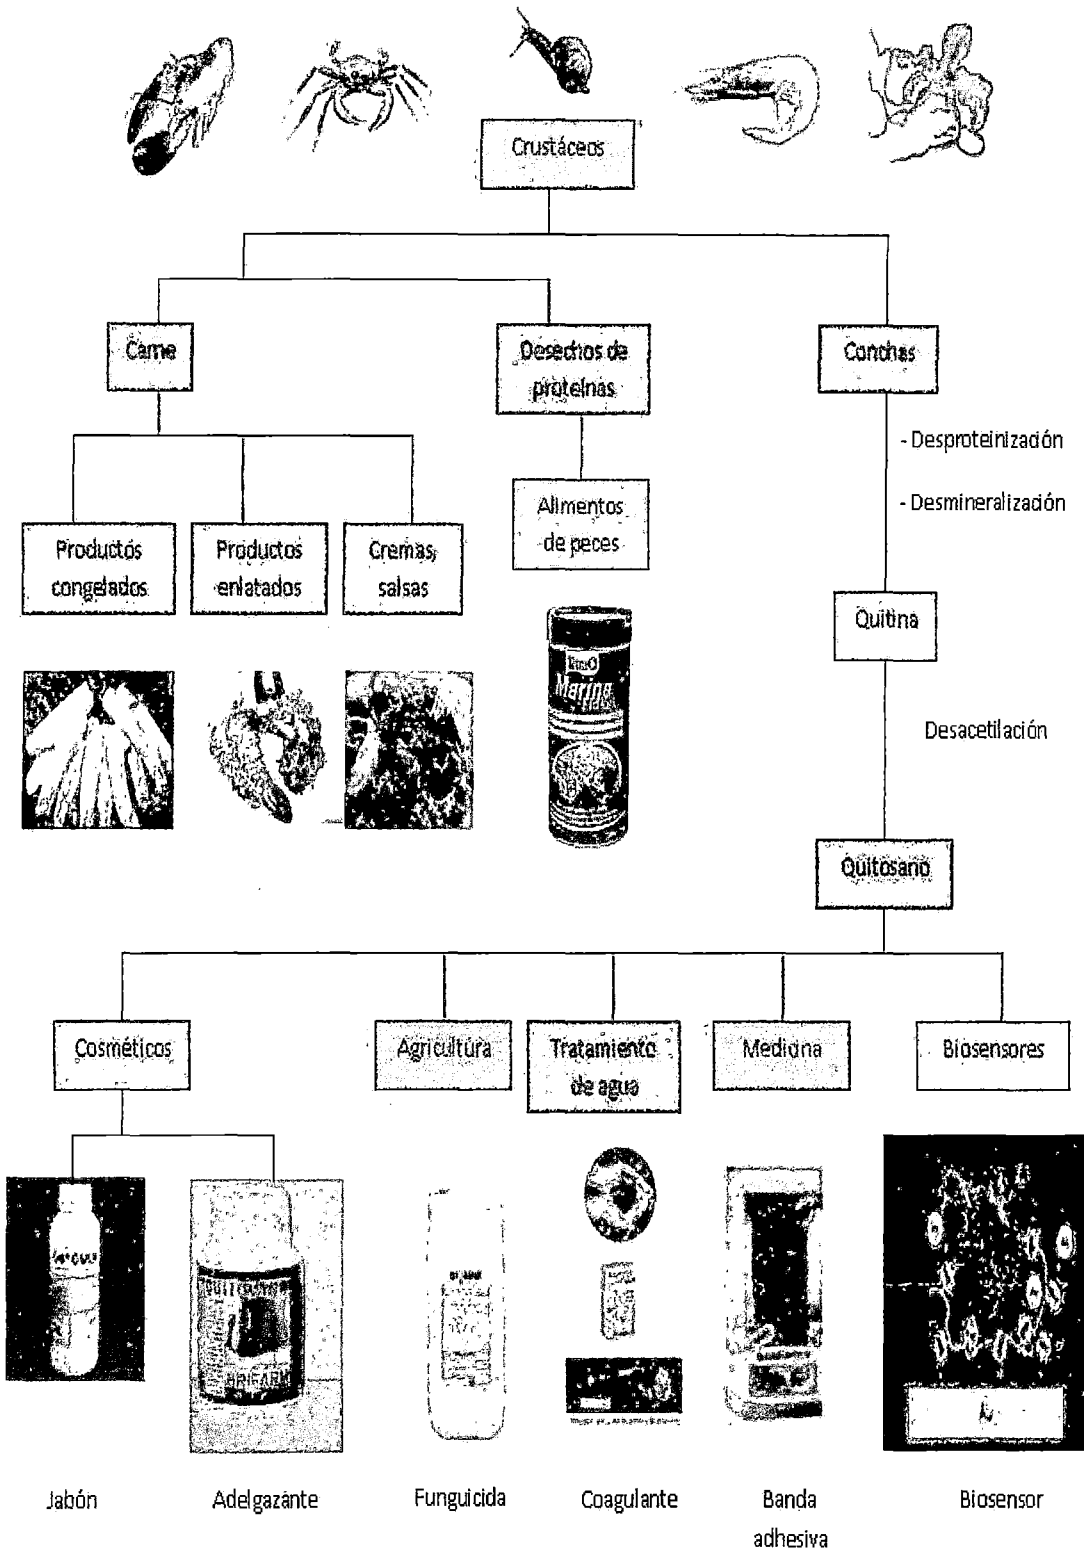 Crustáceos
Carne
Desechos de
proteínas
Conchas
- Desproteinización
- Desmineralización
Productos
congelados
Productos
enlatados
Cremas,
salsas
Alimentos
de peces
Marina
Quitina
Desacetilación
Quitosano
Cosméticos
Agricultura
Tratamiento
de agua
Medicina
Biosensores
Jabón
Adelgazante
Funguicida
Coagulante
Banda
adhesiva
Biosensor